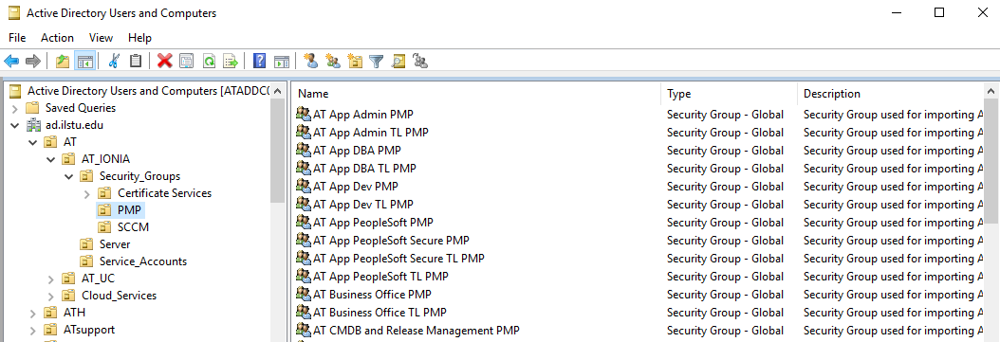 Active Directory Users and Computers
File Action View Help
Active Directory Users and Computers [ATADDC0
Saved Queries
ad.ilstu.edu
AT
AT_IONIA
Security_Groups
Certificate Services
PMP
SCCM
Server
Service_Accounts
AT_UC
Cloud_Services
ATH
ATsupport
Name Type Description
AT App Admin PMP Security Group - Global Security Group used for importing A
AT App Admin TL PMP Security Group - Global Security Group used for importing A
AT App DBA PMP Security Group - Global Security Group used for importing A
AT App DBA TL PMP Security Group - Global Security Group used for importing A
AT App Dev PMP Security Group - Global Security Group used for importing A
AT App Dev TL PMP Security Group - Global Security Group used for importing A
AT App PeopleSoft PMP Security Group - Global Security Group used for importing A
AT App PeopleSoft Secure PMP Security Group - Global Security Group used for importing A
AT App PeopleSoft Secure TL PMP Security Group - Global Security Group used for importing A
AT App PeopleSoft TL PMP Security Group - Global Security Group used for importing A
AT Business Office PMP Security Group - Global Security Group used for importing A
AT Business Office TL PMP Security Group - Global Security Group used for importing A
AT CMDB and Release Management PMP Security Group - Global Security Group used for importing A